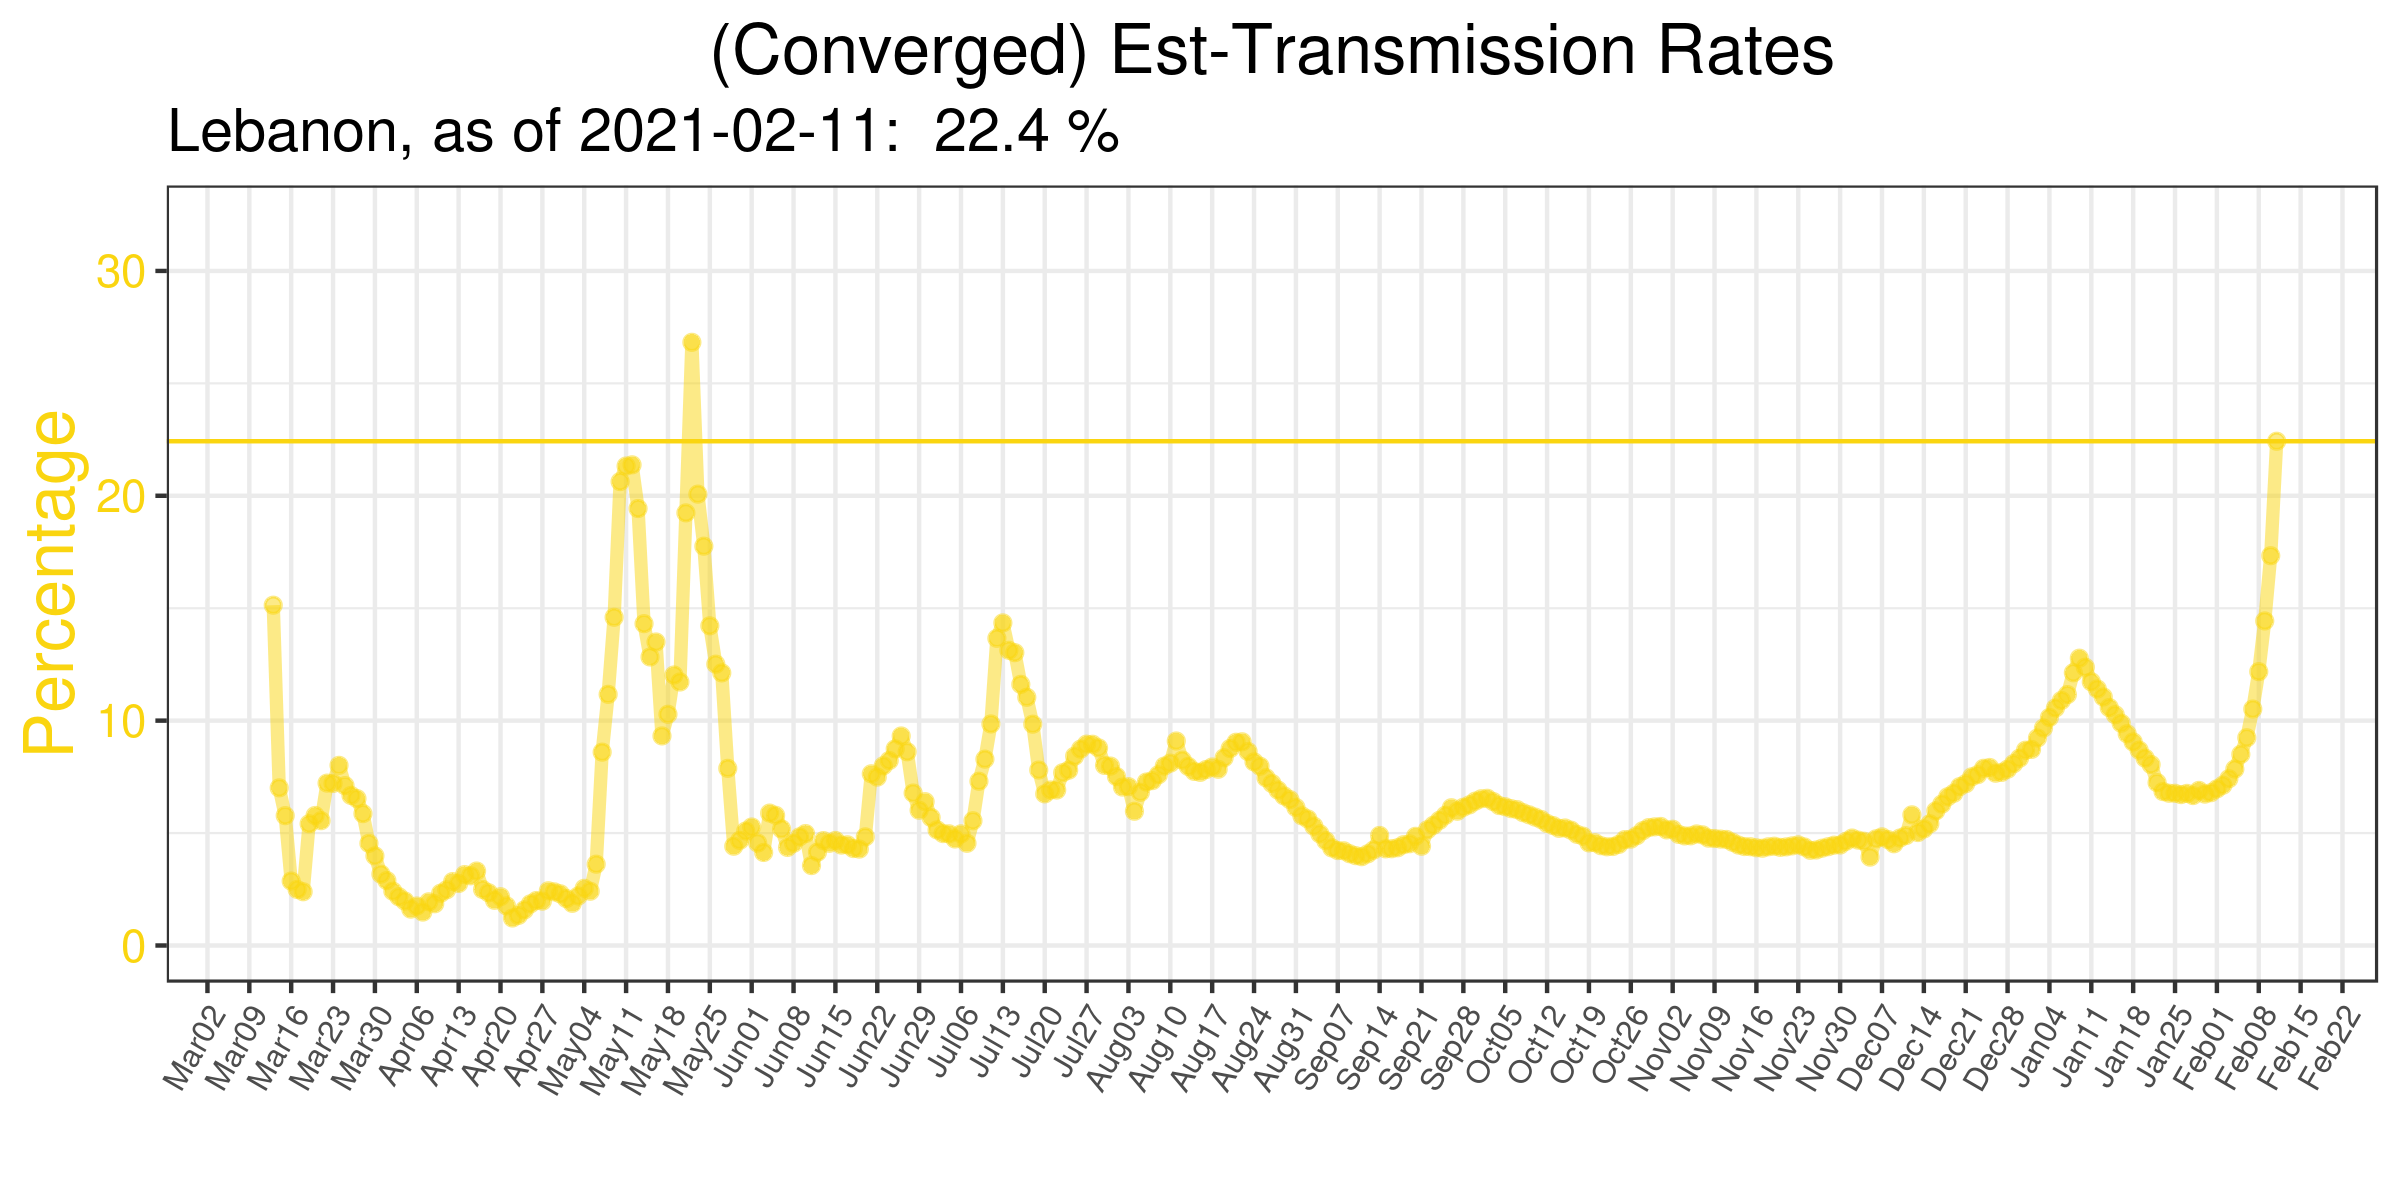 (Converged) Est-Transmission Rates
Lebanon, as of 2021-02-11:  22.4 %
Percentage
30
20
10
0
Mar02
Mar09
Mar16
Mar23
Mar30
Apr06
Apr13
Apr20
Apr27
May04
May11
May18
May25
Jun01
Jun08
Jun15
Jun22
Jun29
Jul06
Jul13
Jul20
Jul27
Aug03
Aug10
Aug17
Aug24
Aug31
Sep07
Sep14
Sep21
Sep28
Oct05
Oct12
Oct19
Oct26
Nov02
Nov09
Nov16
Nov23
Nov30
Dec07
Dec14
Dec21
Dec28
Jan04
Jan11
Jan18
Jan25
Feb01
Feb08
Feb15
Feb22